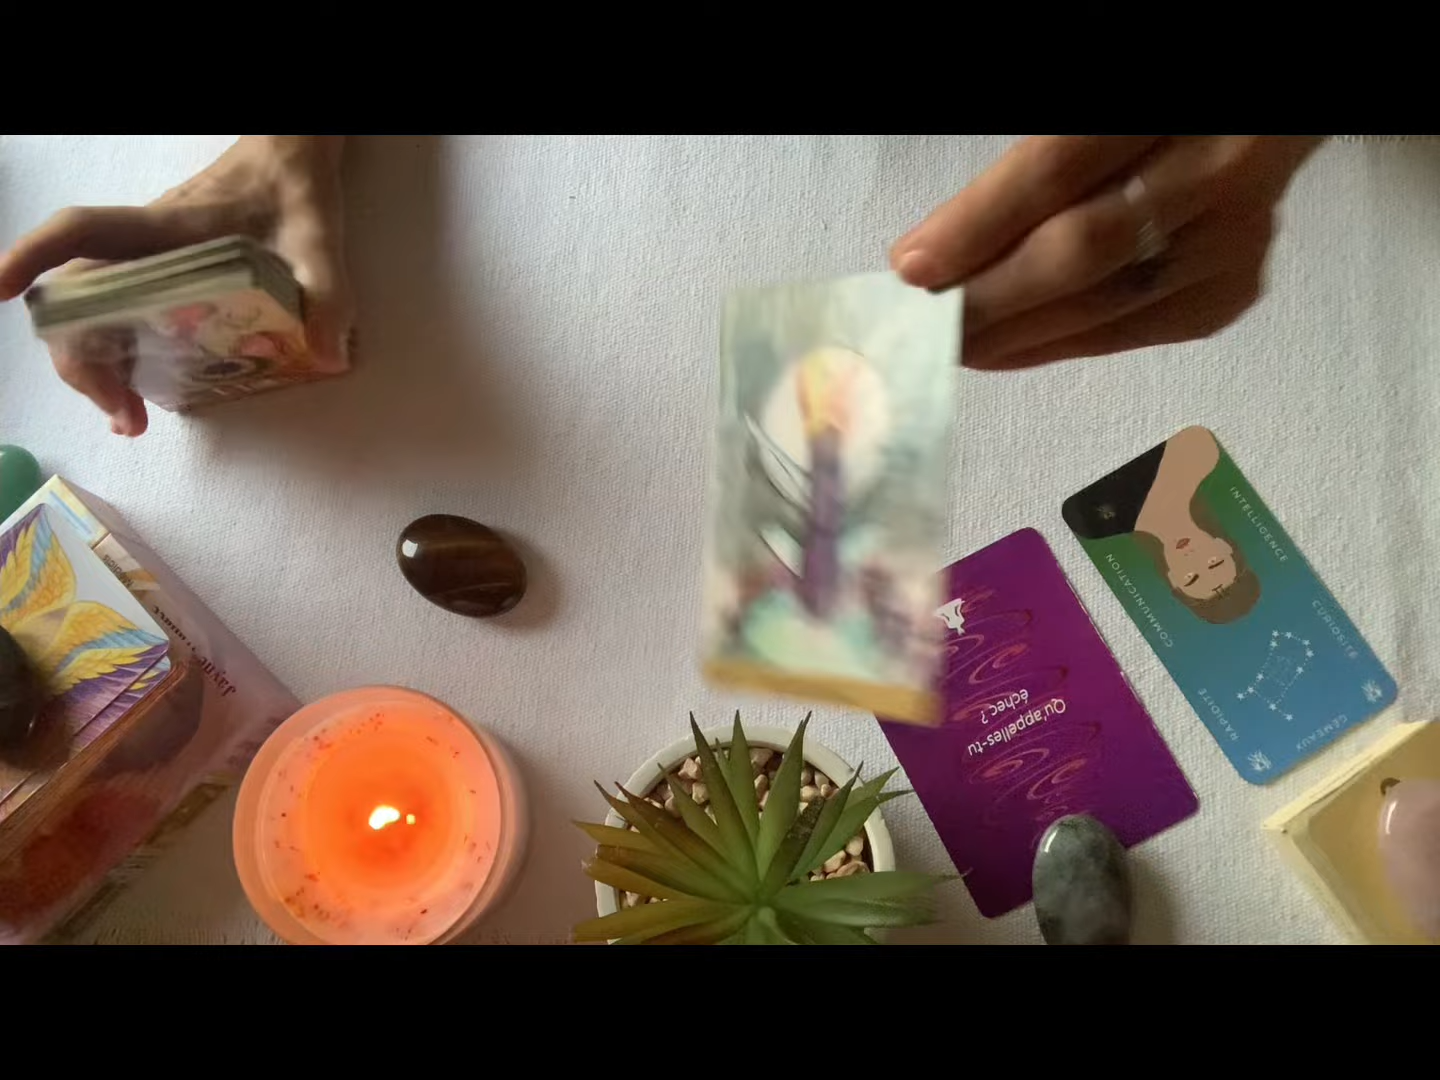 INTELLIGENCE
COMMUNICATION
CURIOSITÉ
RAPIDITÉ
GÉMEAUX
Qu'appelles-tu
échec ?